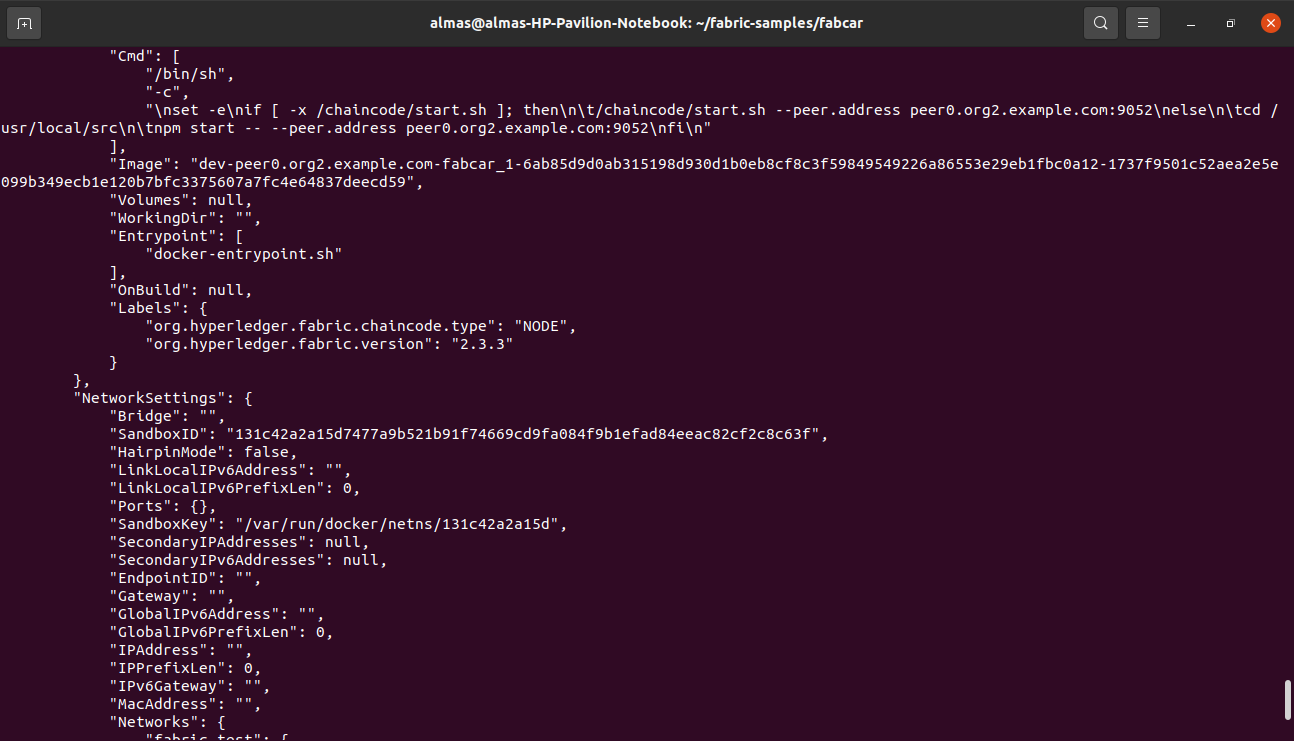 almas@almas-HP-Pavilion-Notebook: ~/fabric-samples/fabcar
"Cmd": [
"/bin/sh",
"-c",
"\nset -e\nif [ -x /chaincode/start.sh ]; then\n\t/chaincode/start.sh --peer.address peer0.org2.example.com:9052\nelse\n\tcd /
usr/local/src\n\tnpm start -- --peer.address peer0.org2.example.com:9052\nfi\n"
],
"Image": "dev-peer0.org2.example.com-fabcar_1-6ab85d9d0ab315198d930d1b0eb8cf8c3f59849549226a86553e29eb1fbc0a12-1737f9501c52aea2e5e
099b349ecb1e120b7bfc3375607a7fc4e64837deecd59",
"Volumes": null,
"WorkingDir": "",
"Entrypoint": [
"docker-entrypoint.sh"
],
"OnBuild": null,
"Labels": {
"org.hyperledger.fabric.chaincode.type": "NODE",
"org.hyperledger.fabric.version": "2.3.3"
}
},
"NetworkSettings": {
"Bridge": "",
"SandboxID": "131c42a2a15d7477a9b521b91f74669cd9fa084f9b1efad84eeac82cf2c8c63f",
"HairpinMode": false,
"LinkLocalIPv6Address": "",
"LinkLocalIPv6PrefixLen": 0,
"Ports": {},
"SandboxKey": "/var/run/docker/netns/131c42a2a15d",
"SecondaryIPAddresses": null,
"SecondaryIPv6Addresses": null,
"EndpointID": "",
"Gateway": "",
"GlobalIPv6Address": "",
"GlobalIPv6PrefixLen": 0,
"IPAddress": "",
"IPPrefixLen": 0,
"IPv6Gateway": "",
"MacAddress": "",
"Networks": {
"fabric_test": {